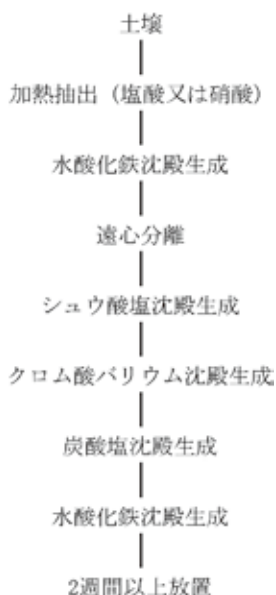 土壌
加熱抽出（塩酸又は硝酸）
水酸化鉄沈殿生成
遠心分離
シュウ酸塩沈殿生成
クロム酸バリウム沈殿生成
炭酸塩沈殿生成
水酸化鉄沈殿生成
2週間以上放置